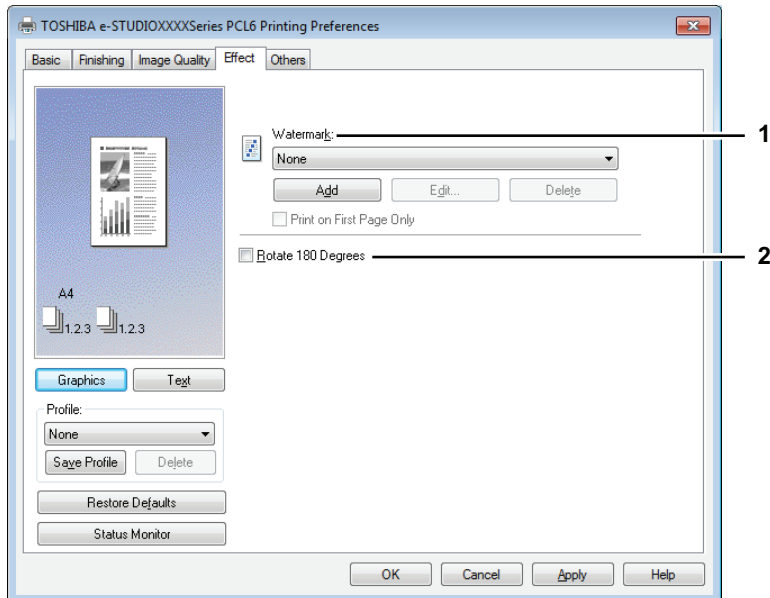 TOSHIBA e-STUDIOXXXXSeries PCL6 Printing Preferences
Basic Finishing Image Quality Effect Others
Watermark: 1
None
Add Edit... Delete
Print on First Page Only
Rotate 180 Degrees 2
A4
1.2.3 1.2.3
Graphics Text
Profile:
None
Save Profile Delete
Restore Defaults
Status Monitor
OK Cancel Apply Help